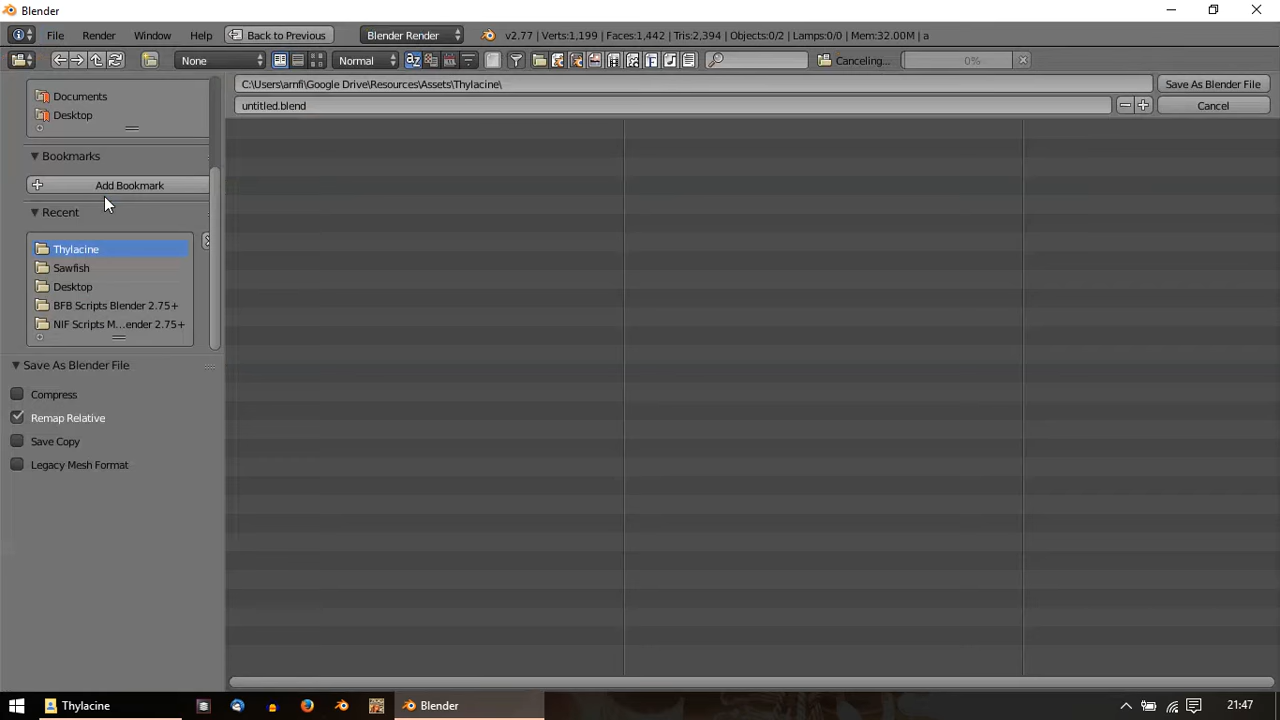 Blender
File Render Window Help Back to Previous Blender Render v2.77 | Verts:1,199 | Faces:1,442 | Tris:2,394 | Objects:0/2 | Lamps:0/0 | Mem:32.00M | a
None Normal Canceling... 0%
C:\Users\arnfi\Google Drive\Resources\Assets\Thylacine\ Save As Blender File
untitled.blend Cancel
Documents
Desktop
Bookmarks
Add Bookmark
Recent
Thylacine
Sawfish
Desktop
BFB Scripts Blender 2.75+
NIF Scripts M...ender 2.75+
Save As Blender File
Compress
Remap Relative
Save Copy
Legacy Mesh Format
Thylacine Blender 21:47